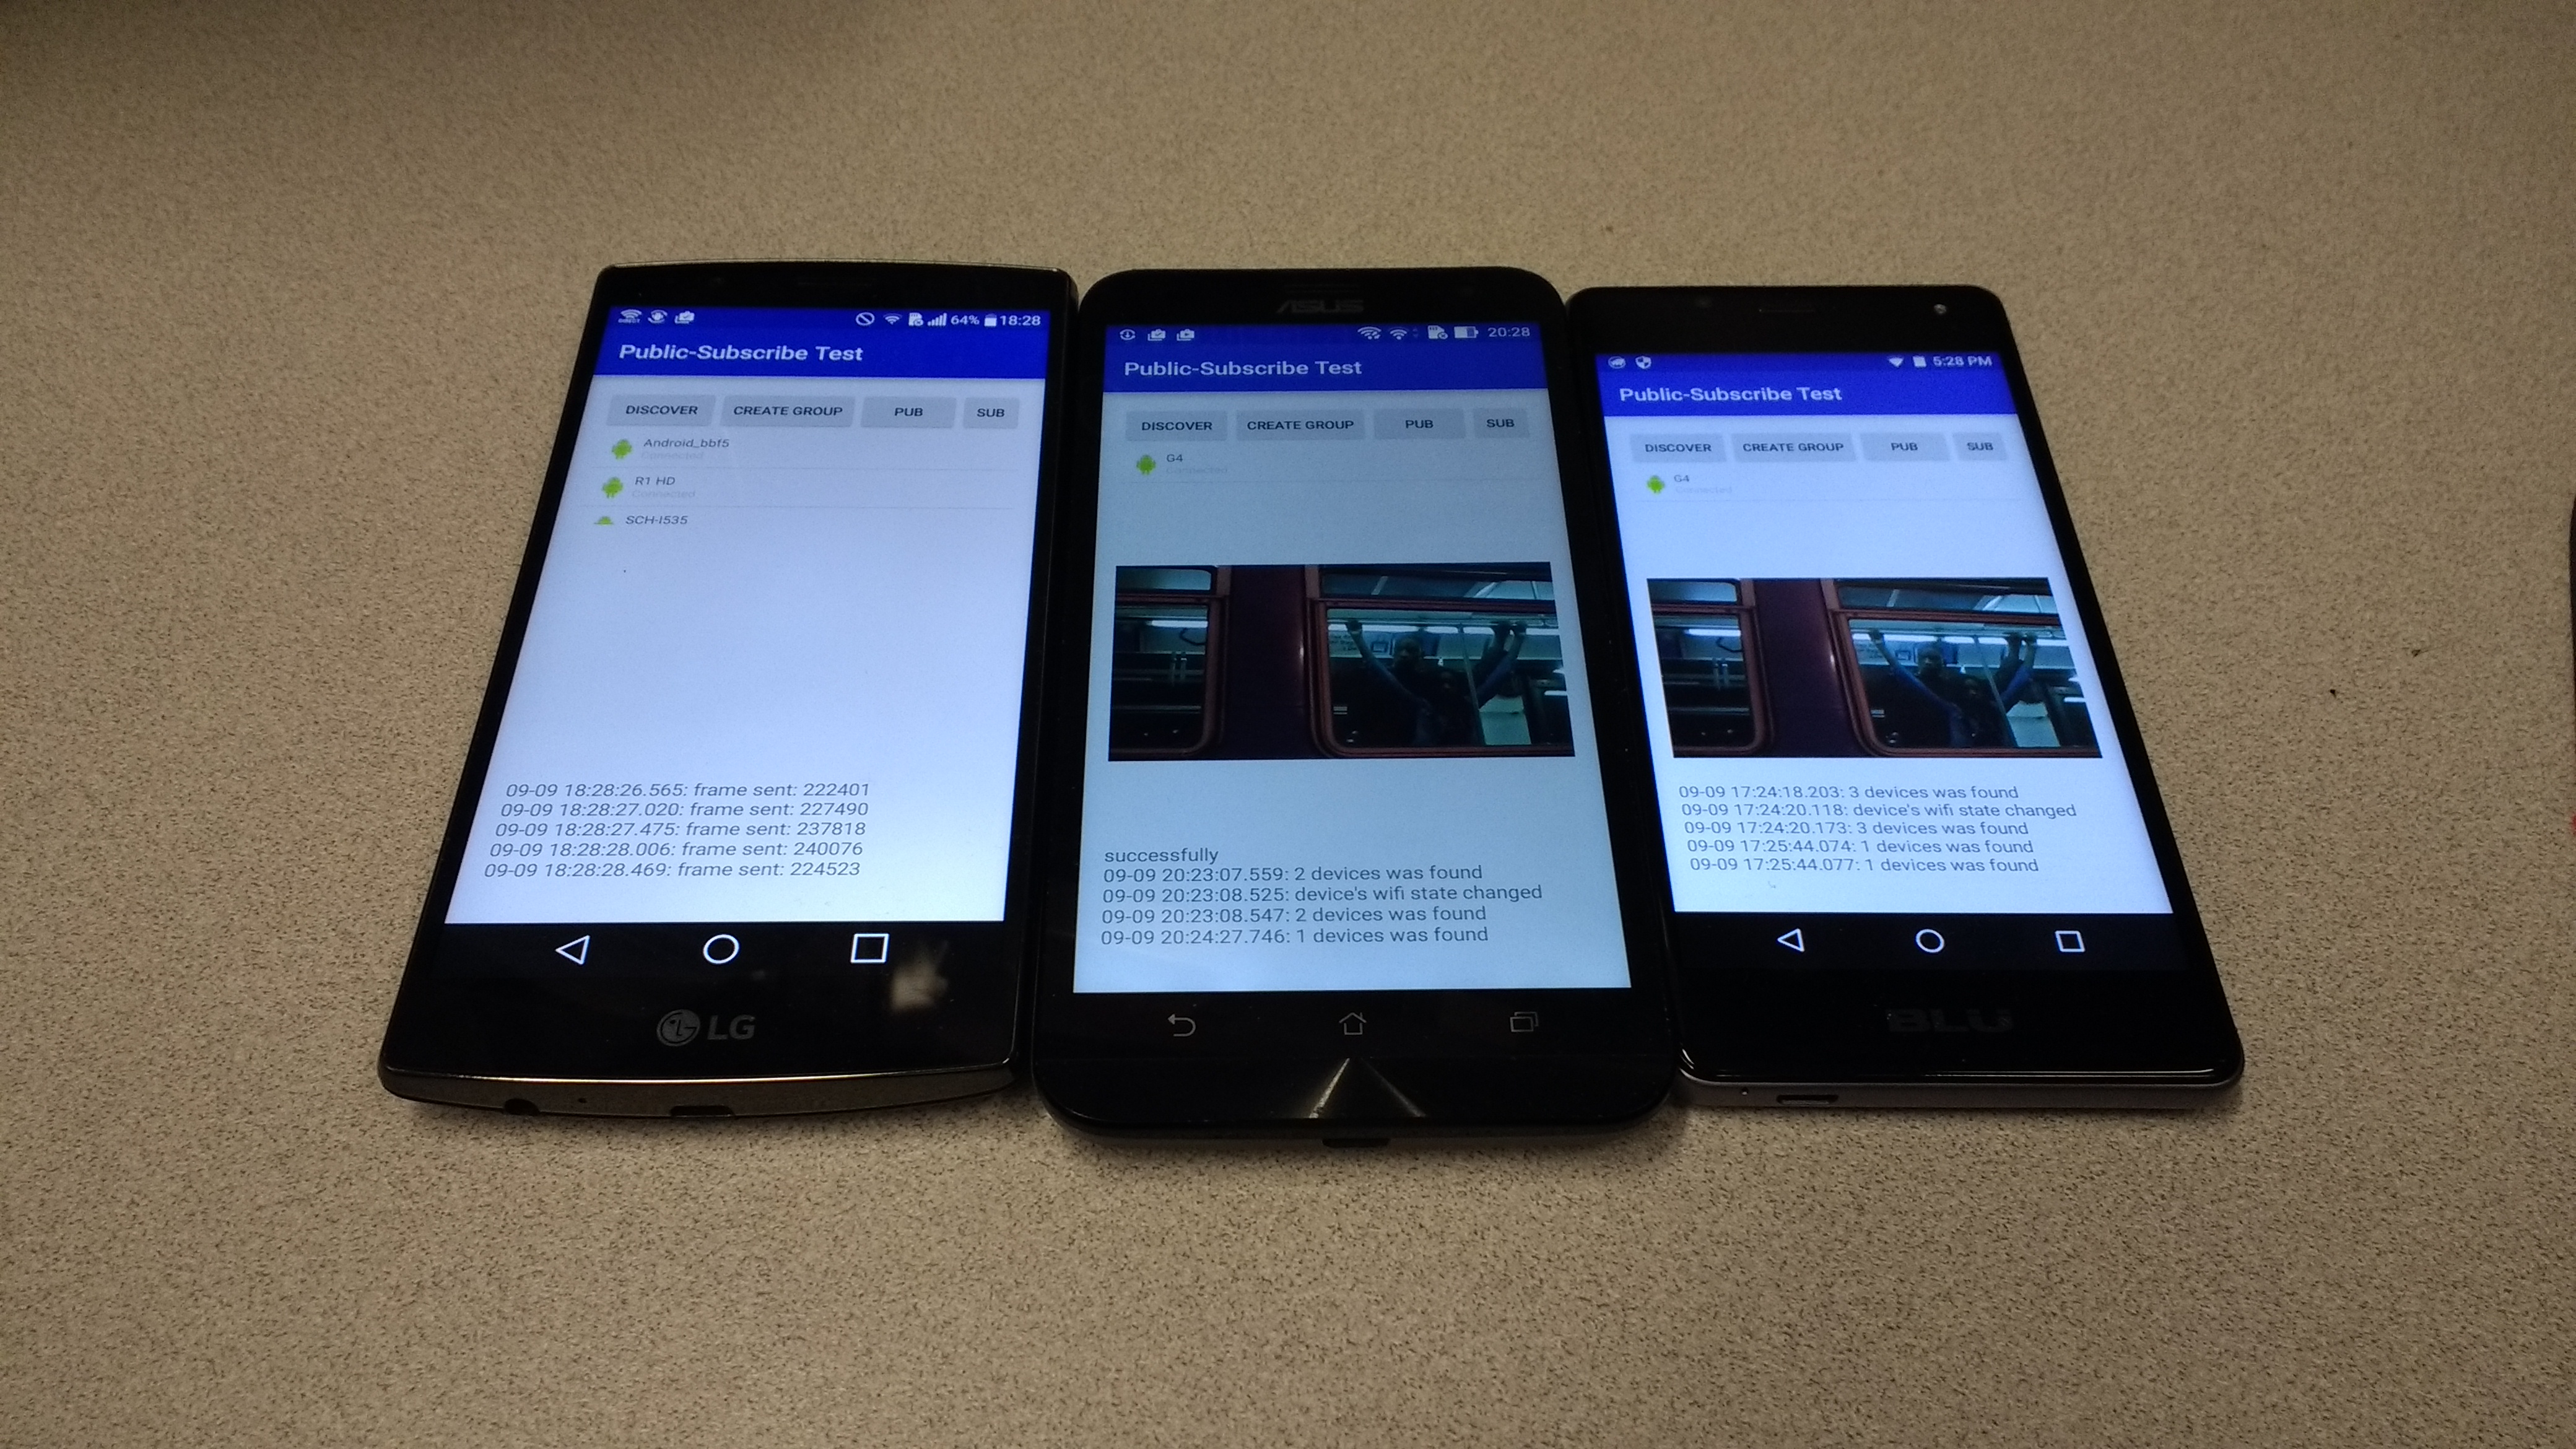 DIRECT
64% 18:28
Public-Subscribe Test
DISCOVER CREATE GROUP PUB SUB
Android_bbf5
Connected
R1 HD
Connected
SCH-I535
09-09 18:28:26.565: frame sent: 222401
09-09 18:28:27.020: frame sent: 227490
09-09 18:28:27.475: frame sent: 237818
09-09 18:28:28.006: frame sent: 240076
09-09 18:28:28.469: frame sent: 224523
LG
ASUS
20:28
Public-Subscribe Test
DISCOVER CREATE GROUP PUB SUB
G4
Connected
successfully
09-09 20:23:07.559: 2 devices was found
09-09 20:23:08.525: device's wifi state changed
09-09 20:23:08.547: 2 devices was found
09-09 20:24:27.746: 1 devices was found
5:28 PM
Public-Subscribe Test
DISCOVER CREATE GROUP PUB SUB
G4
Connected
09-09 17:24:18.203: 3 devices was found
09-09 17:24:20.118: device's wifi state changed
09-09 17:24:20.173: 3 devices was found
09-09 17:25:44.074: 1 devices was found
09-09 17:25:44.077: 1 devices was found
BLU